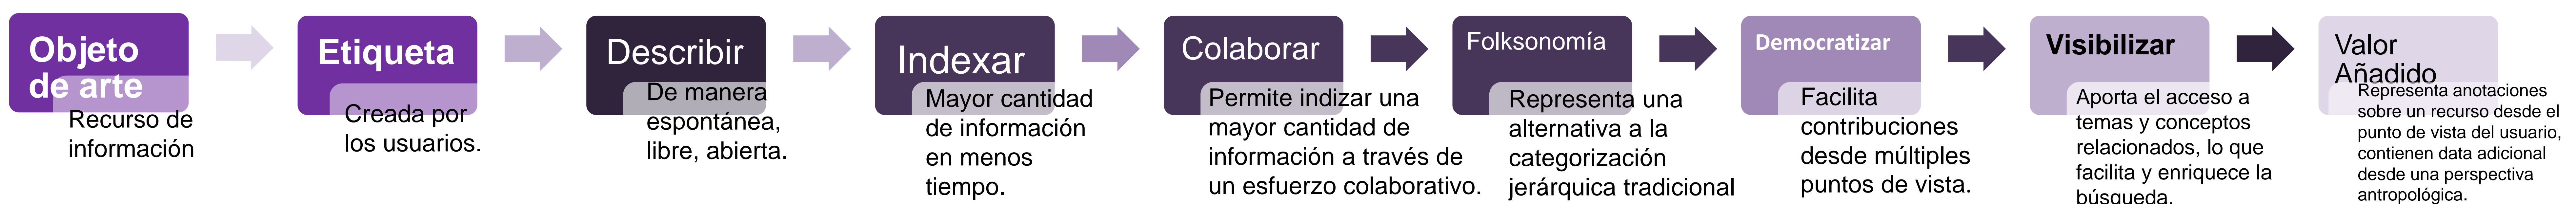 Objeto
de arte
Recurso de
información
Etiqueta
Creada por
los usuarios.
Describir
De manera
espontánea,
libre, abierta.
Indexar
Mayor cantidad
de información
en menos
tiempo.
Colaborar
Permite indizar una
mayor cantidad de
información a través de
un esfuerzo colaborativo.
Folksonomía
Representa una
alternativa a la
categorización
jerárquica tradicional
Democratizar
Facilita
contribuciones
desde múltiples
puntos de vista.
Visibilizar
Aporta el acceso a
temas y conceptos
relacionados, lo que
facilita y enriquece la
búsqueda.
Valor
Añadido
Representa anotaciones
sobre un recurso desde el
punto de vista del usuario,
contienen data adicional
desde una perspectiva
antropológica.